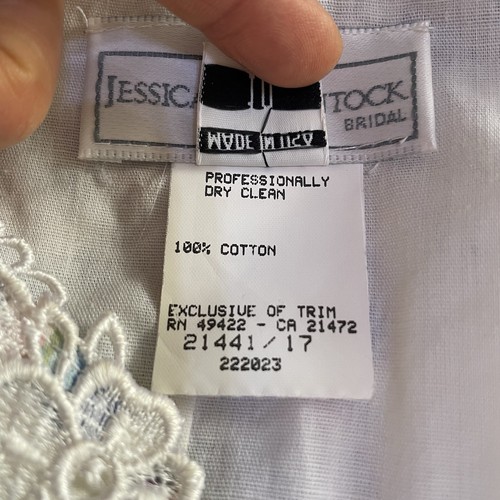 JESSICA TOCK
BRIDAL
MADE IN USA
PROFESSIONALLY
DRY CLEAN
100% COTTON
EXCLUSIVE OF TRIM
RN 49422 - CA 21472
21441/17
222023